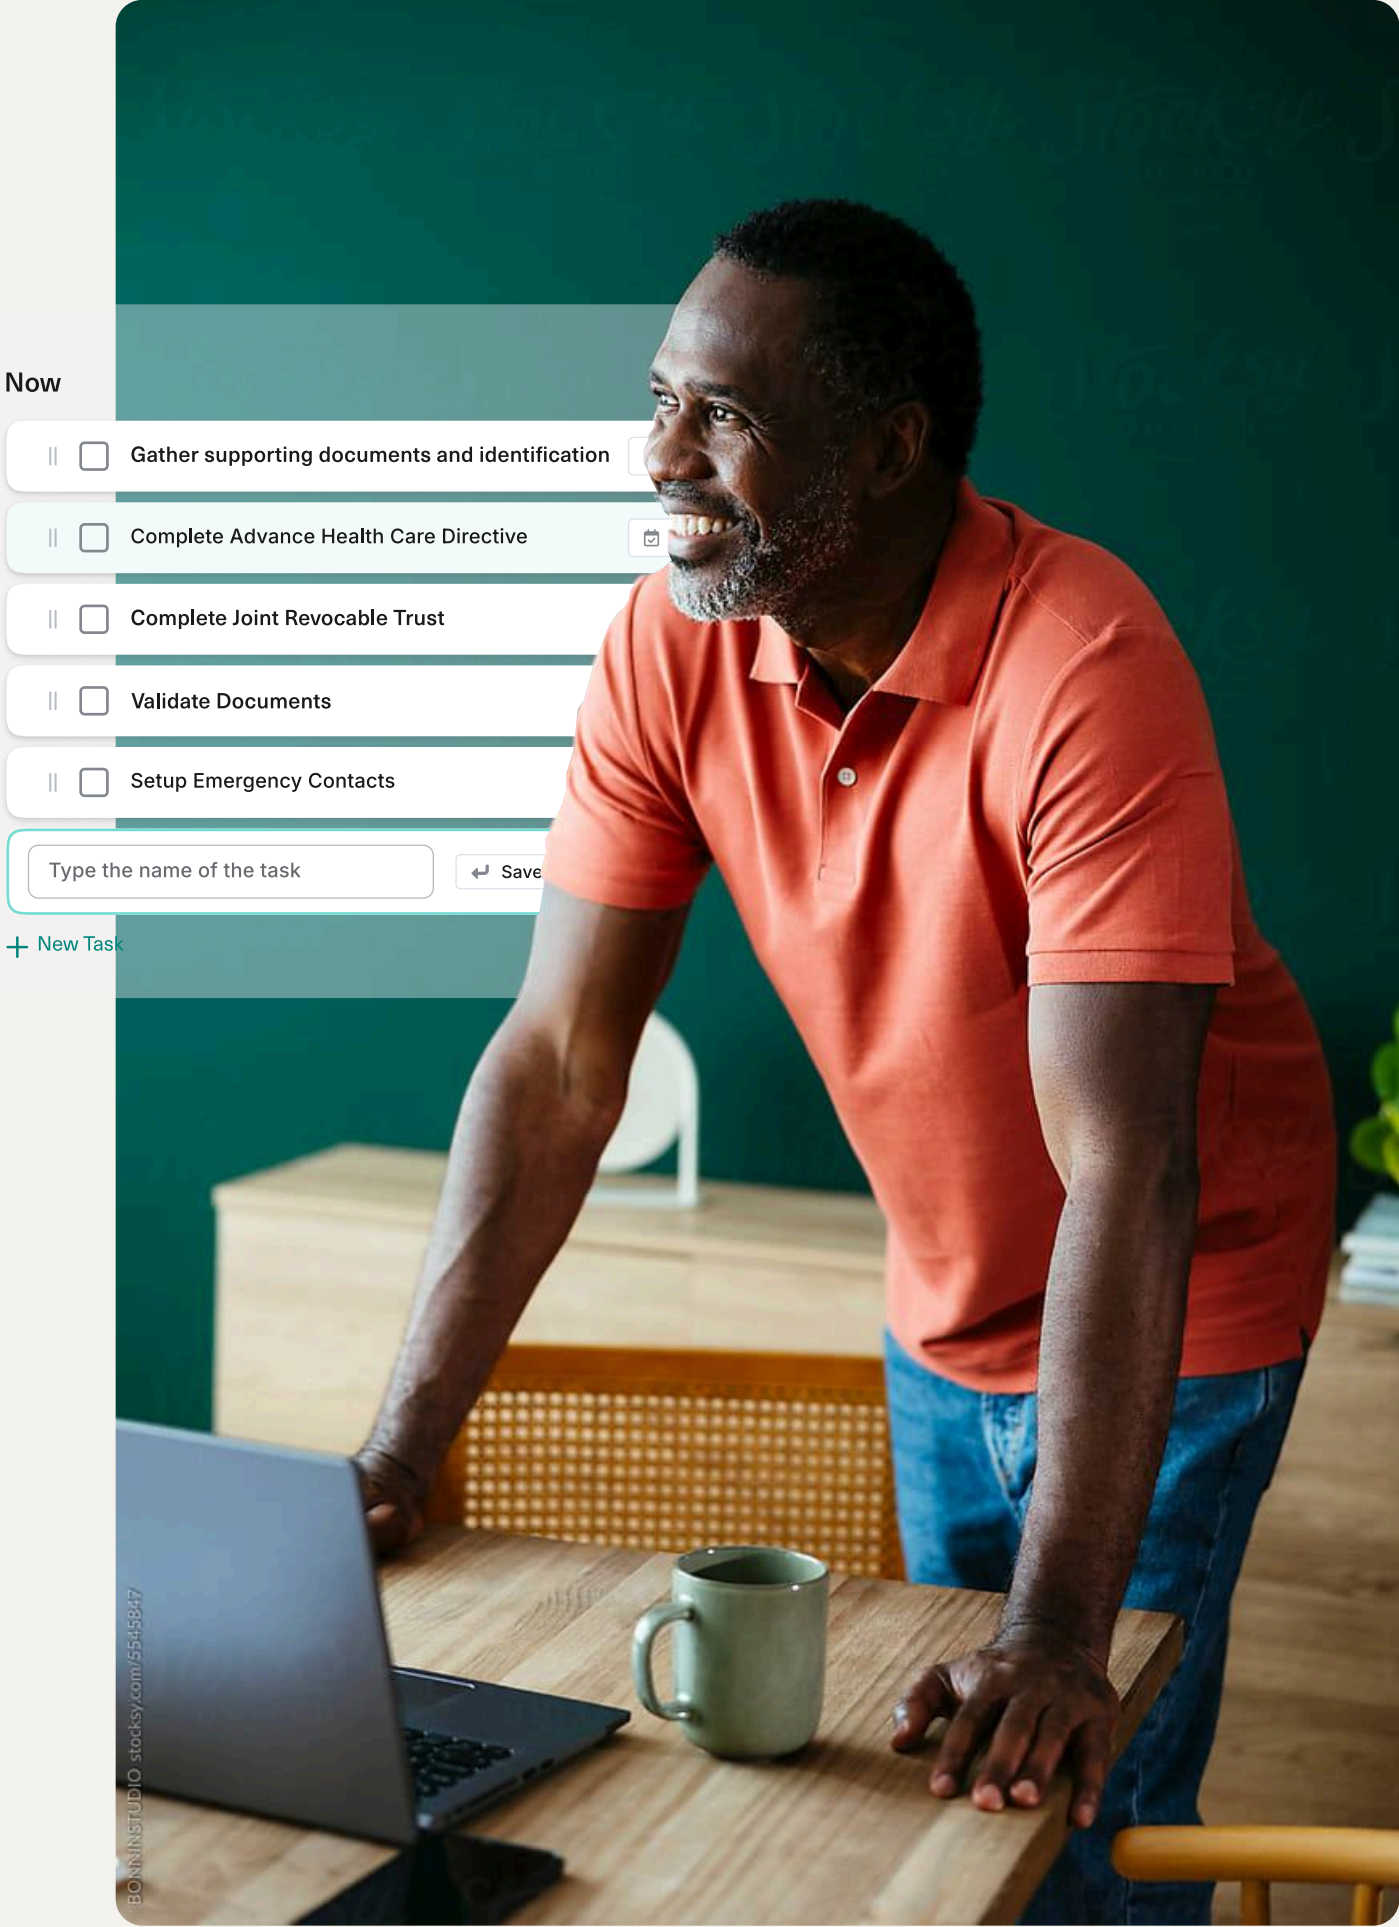 Now
Gather supporting documents and identification
Complete Advance Health Care Directive
Complete Joint Revocable Trust
Validate Documents
Setup Emergency Contacts
Type the name of the task
Save
New Task
BONNINSTUDIO stocksy.com/5545847